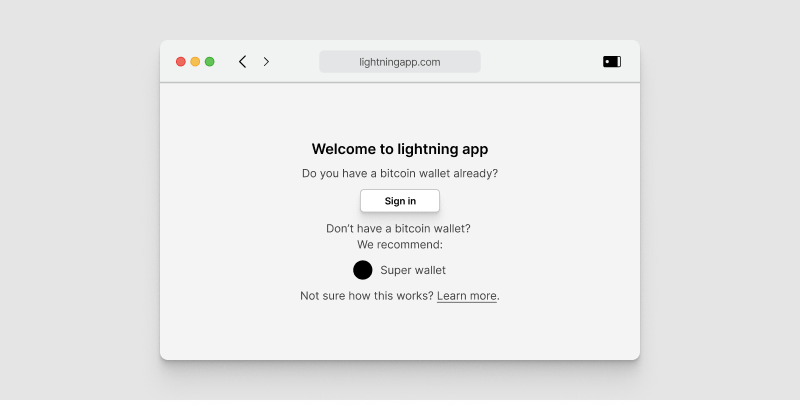 lightningapp.com
Welcome to lightning app
Do you have a bitcoin wallet already?
Sign in
Don't have a bitcoin wallet?
We recommend:
Super wallet
Not sure how this works? Learn more.